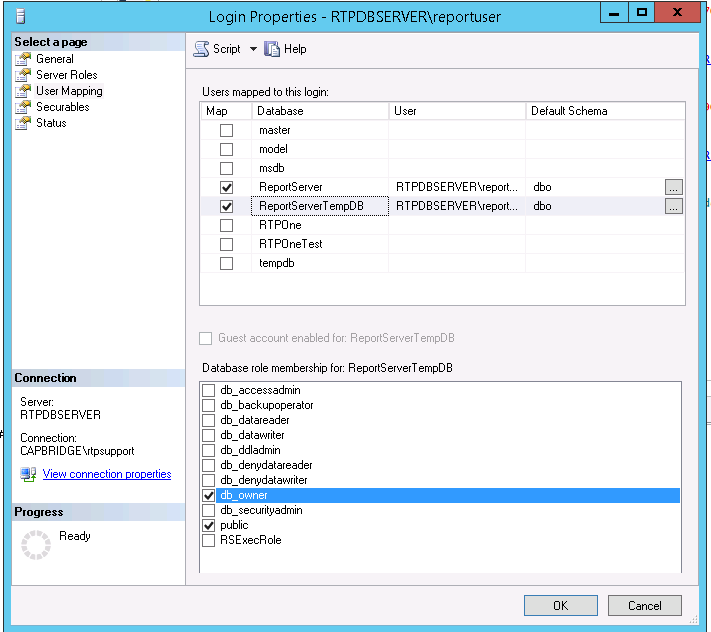 Login Properties - RTPDBSERVER\reportuser
Select a page
General
Server Roles
User Mapping
Securables
Status
Script Help
Users mapped to this login:
Map Database User Default Schema
master
model
msdb
ReportServer RTPDBSERVER\report... dbo ...
ReportServerTempDB RTPDBSERVER\report... dbo ...
RTPOne
RTPOneTest
tempdb
Guest account enabled for: ReportServerTempDB
Database role membership for: ReportServerTempDB
db_accessadmin
db_backupoperator
db_datareader
db_datawriter
db_ddladmin
db_denydatareader
db_denydatawriter
db_owner
db_securityadmin
public
RSExecRole
Connection
Server:
RTPDBSERVER
Connection:
CAPBRIDGE\rtpsupport
View connection properties
Progress
Ready
OK Cancel